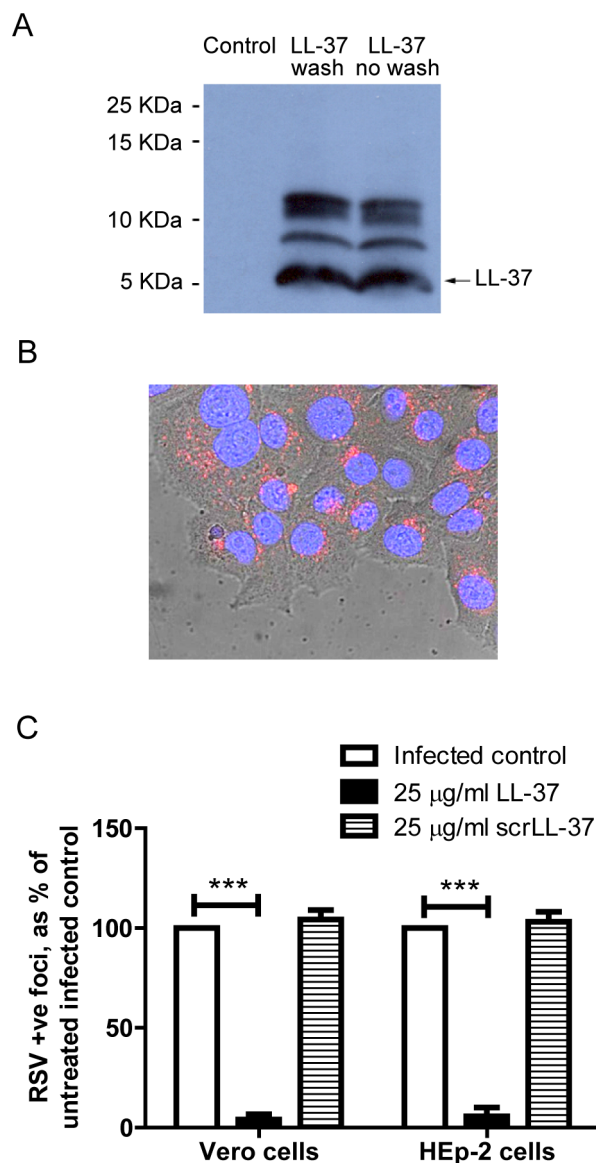 A
Control LL-37 LL-37
wash no wash
25 KDa -
15 KDa -
10 KDa -
5 KDa -
LL-37
B
C
Infected control
25 μg/ml LL-37
25 μg/ml scrLL-37
RSV +ve foci, as % of
untreated infected control
150
100
50
0
***
***
Vero cells HEp-2 cells